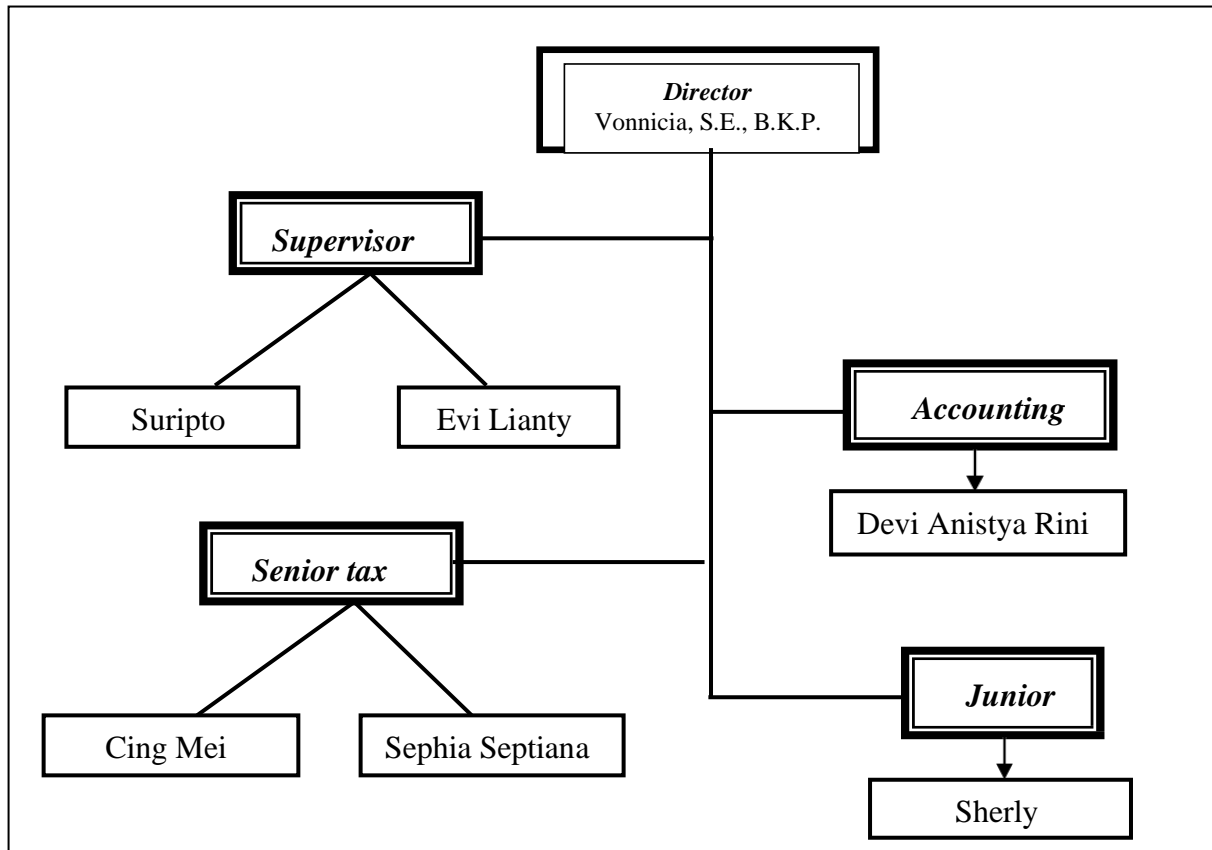 Director
Vonnicia, S.E., B.K.P.
Supervisor
Suripto
Evi Lianty
Accounting
Devi Anistya Rini
Senior tax
Cing Mei
Sephia Septiana
Junior
Sherly